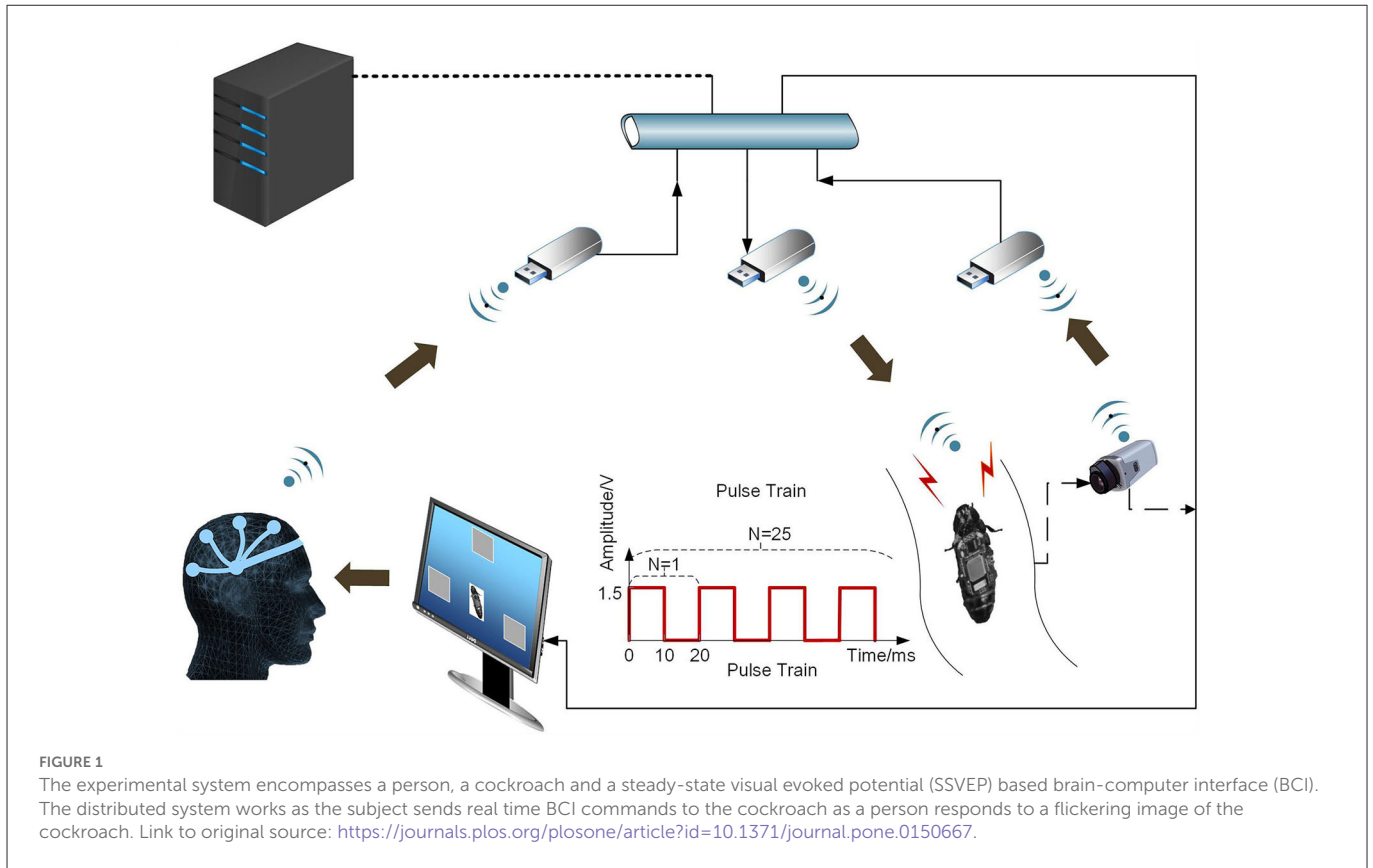 Pulse Train
Amplitude/V
N=25
N=1
1.5
0
10
20
Time/ms
Pulse Train
FIGURE 1
The experimental system encompasses a person, a cockroach and a steady-state visual evoked potential (SSVEP) based brain-computer interface (BCI).
The distributed system works as the subject sends real time BCI commands to the cockroach as a person responds to a flickering image of the
cockroach. Link to original source: https://journals.plos.org/plosone/article?id=10.1371/journal.pone.0150667.